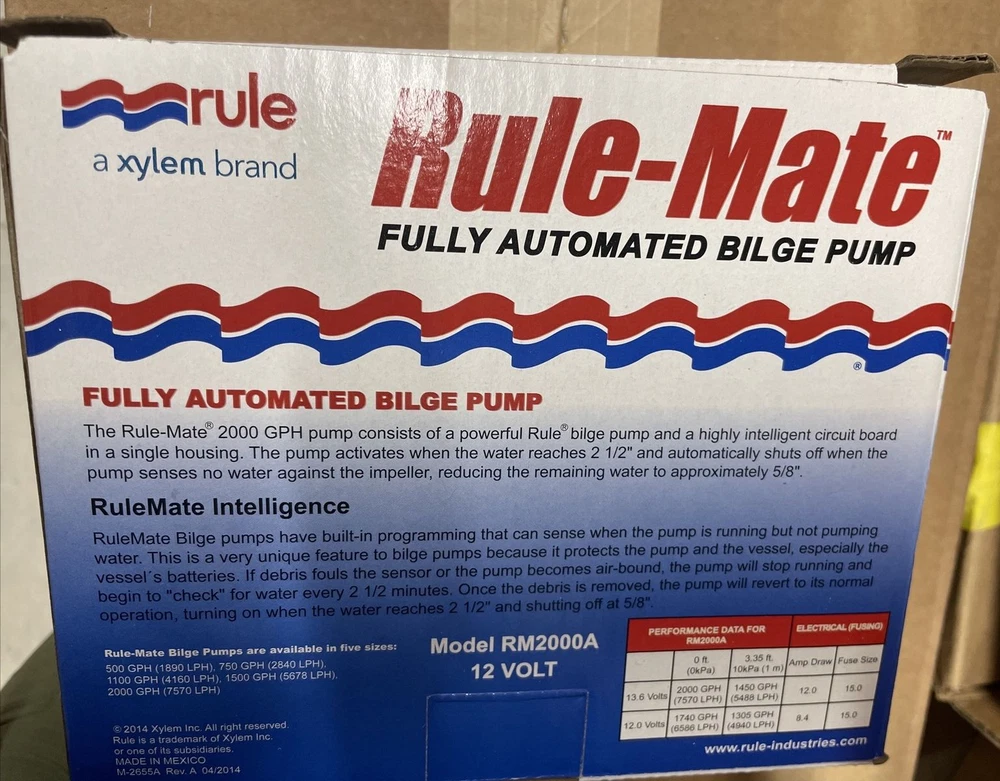 rule
a xylem brand
Rule-Mate™
FULLY AUTOMATED BILGE PUMP
®
FULLY AUTOMATED BILGE PUMP
The Rule-Mate® 2000 GPH pump consists of a powerful Rule® bilge pump and a highly intelligent circuit board
in a single housing. The pump activates when the water reaches 2 1/2" and automatically shuts off when the
pump senses no water against the impeller, reducing the remaining water to approximately 5/8".
RuleMate Intelligence
RuleMate Bilge pumps have built-in programming that can sense when the pump is running but not pumping
water. This is a very unique feature to bilge pumps because it protects the pump and the vessel, especially the
vessel´s batteries. If debris fouls the sensor or the pump becomes air-bound, the pump will stop running and
begin to "check" for water every 2 1/2 minutes. Once the debris is removed, the pump will revert to its normal
operation, turning on when the water reaches 2 1/2" and shutting off at 5/8".
Rule-Mate Bilge Pumps are available in five sizes:
500 GPH (1890 LPH), 750 GPH (2840 LPH),
1100 GPH (4160 LPH), 1500 GPH (5678 LPH),
2000 GPH (7570 LPH)
©2014 Xylem Inc. All right reserved.
Rule is a trademark of Xylem Inc.
or one of its subsidiaries.
MADE IN MEXICO
M-2655A Rev. A 04/2014
Model RM2000A
12 VOLT
PERFORMANCE DATA FOR
RM2000A
ELECTRICAL (FUSING)
0 ft.
(0kPa)
3.35 ft.
10kPa (1 m)
Amp Draw
Fuse Size
13.6 Volts
2000 GPH
(7570 LPH)
1450 GPH
(5488 LPH)
12.0
15.0
12.0 Volts
1740 GPH
(6586 LPH)
1305 GPH
(4940 LPH)
8.4
15.0
www.rule-industries.com